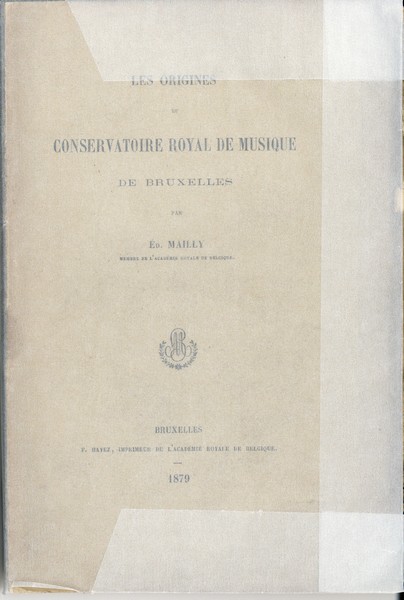 LES ORIGINES
DU
CONSERVATOIRE ROYAL DE MUSIQUE
DE BRUXELLES
PAR
ÉD. MAILLY
MEMBRE DE L'ACADÉMIE ROYALE DE BELGIQUE.
BRUXELLES
F. HAYEZ, IMPRIMEUR DE L'ACADÉMIE ROYALE DE BELGIQUE.
1879